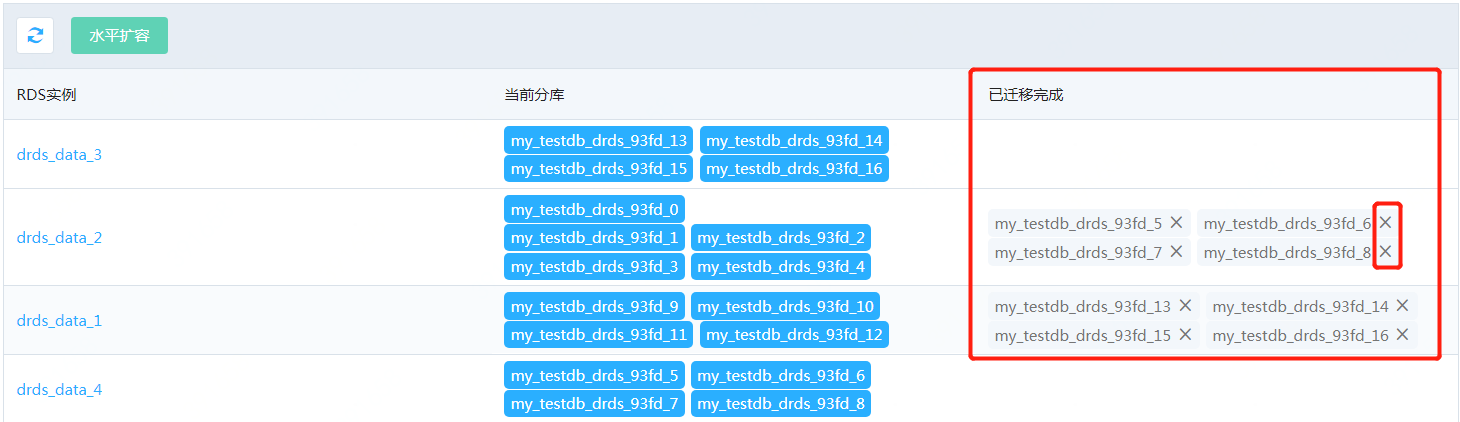 水平扩容
RDS实例 当前分库 已迁移完成
drds_data_3 my_testdb_drds_93fd_13 my_testdb_drds_93fd_14
my_testdb_drds_93fd_15 my_testdb_drds_93fd_16
drds_data_2 my_testdb_drds_93fd_0
my_testdb_drds_93fd_1 my_testdb_drds_93fd_2
my_testdb_drds_93fd_3 my_testdb_drds_93fd_4
my_testdb_drds_93fd_5 × my_testdb_drds_93fd_6 ×
my_testdb_drds_93fd_7 × my_testdb_drds_93fd_8 ×
drds_data_1 my_testdb_drds_93fd_9 my_testdb_drds_93fd_10
my_testdb_drds_93fd_11 my_testdb_drds_93fd_12
my_testdb_drds_93fd_13 × my_testdb_drds_93fd_14 ×
my_testdb_drds_93fd_15 × my_testdb_drds_93fd_16 ×
drds_data_4 my_testdb_drds_93fd_5 my_testdb_drds_93fd_6
my_testdb_drds_93fd_7 my_testdb_drds_93fd_8